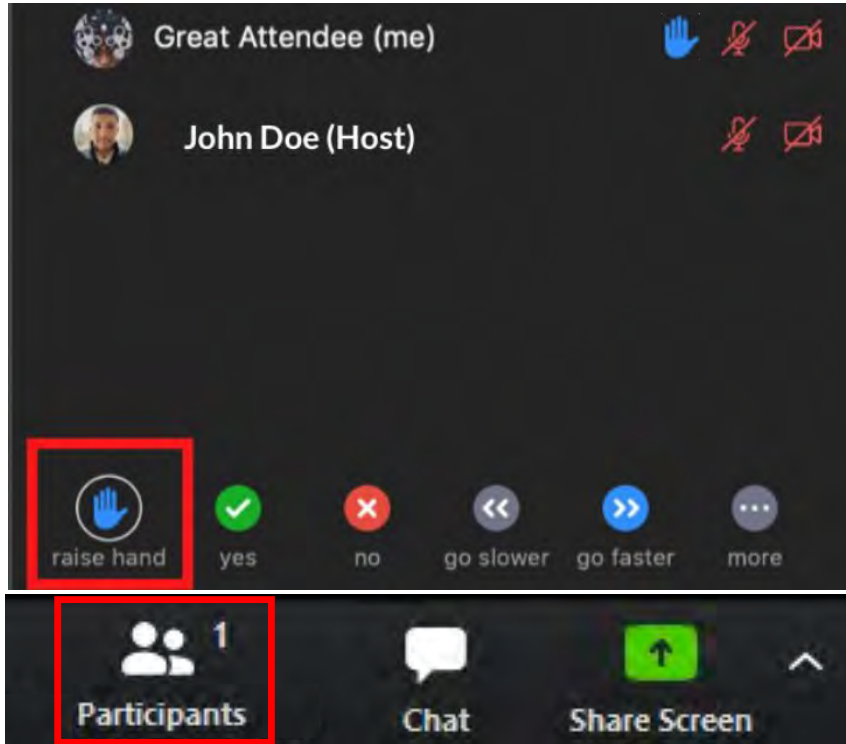 Great Attendee (me)
John Doe (Host)
raise hand yes no go slower go faster more
1
Participants Chat Share Screen